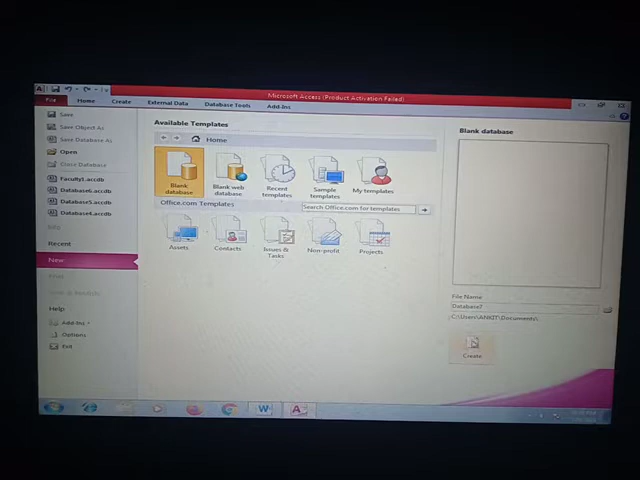 Microsoft Access (Product Activation Failed)
File Home Create External Data Database Tools Add-Ins
Save
Save Object As
Save Database As
Open
Close Database
Faculty1.accdb
Database6.accdb
Database5.accdb
Database4.accdb
Info
Recent
New
Print
Save & Publish
Help
Add-Ins
Options
Exit
Available Templates
Home
Blank database
Blank web database
Recent templates
Sample templates
My templates
Office.com Templates
Search Office.com for templates
Assets
Contacts
Issues & Tasks
Non-profit
Projects
Blank database
File Name
Database7
C:\Users\ANKIT\Documents\
Create